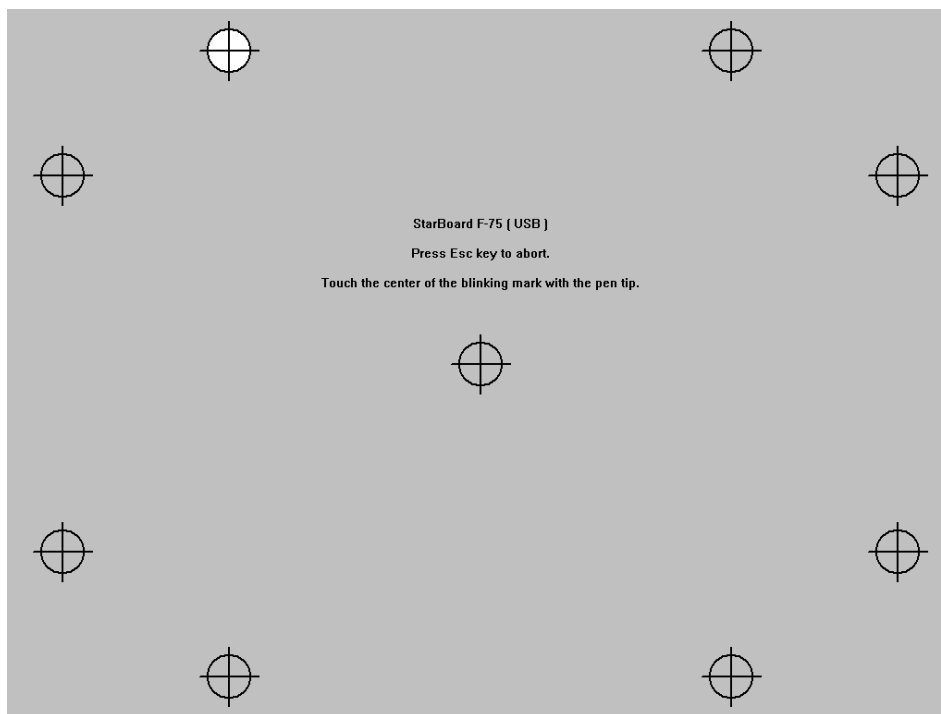 StarBoard F-75 ( USB )
Press Esc key to abort.
Touch the center of the blinking mark with the pen tip.